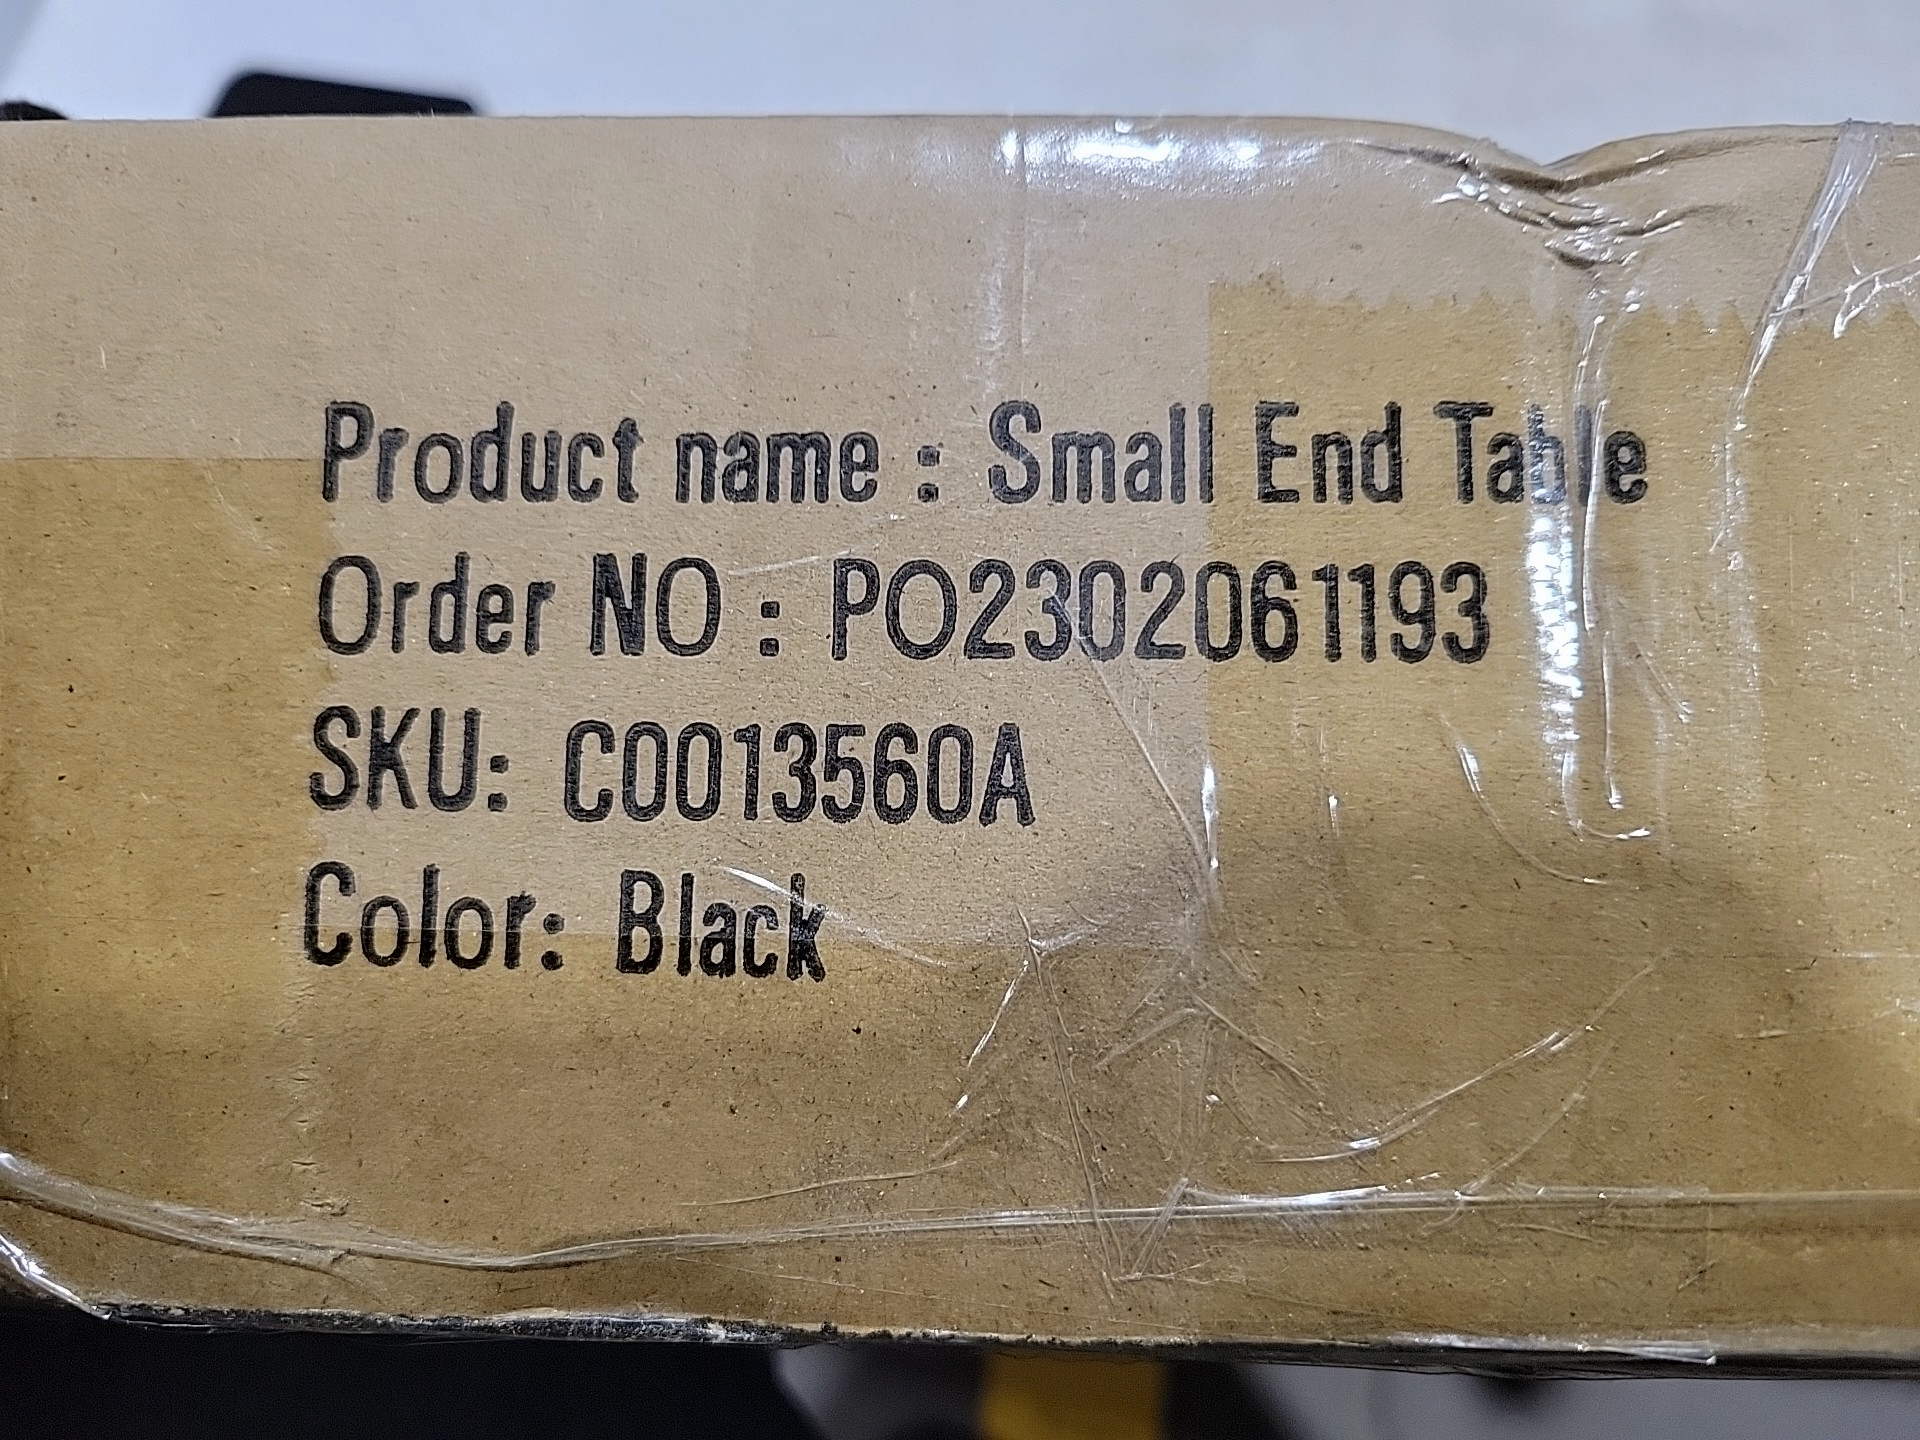 Product name : Small End Table
Order NO : PO2302061193
SKU: C0013560A
Color: Black